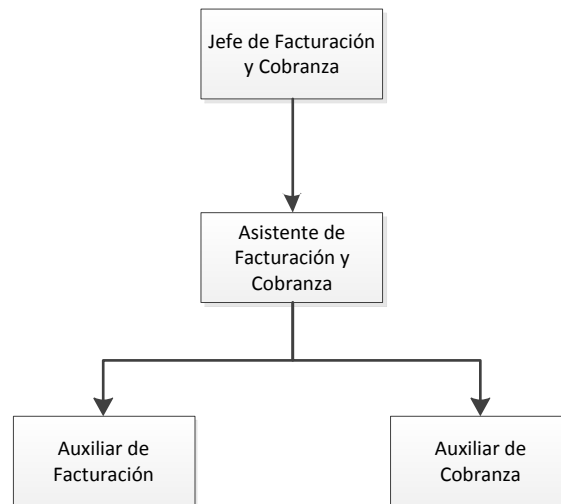 Jefe de Facturación
y Cobranza
Asistente de
Facturación y
Cobranza
Auxiliar de
Facturación
Auxiliar de
Cobranza